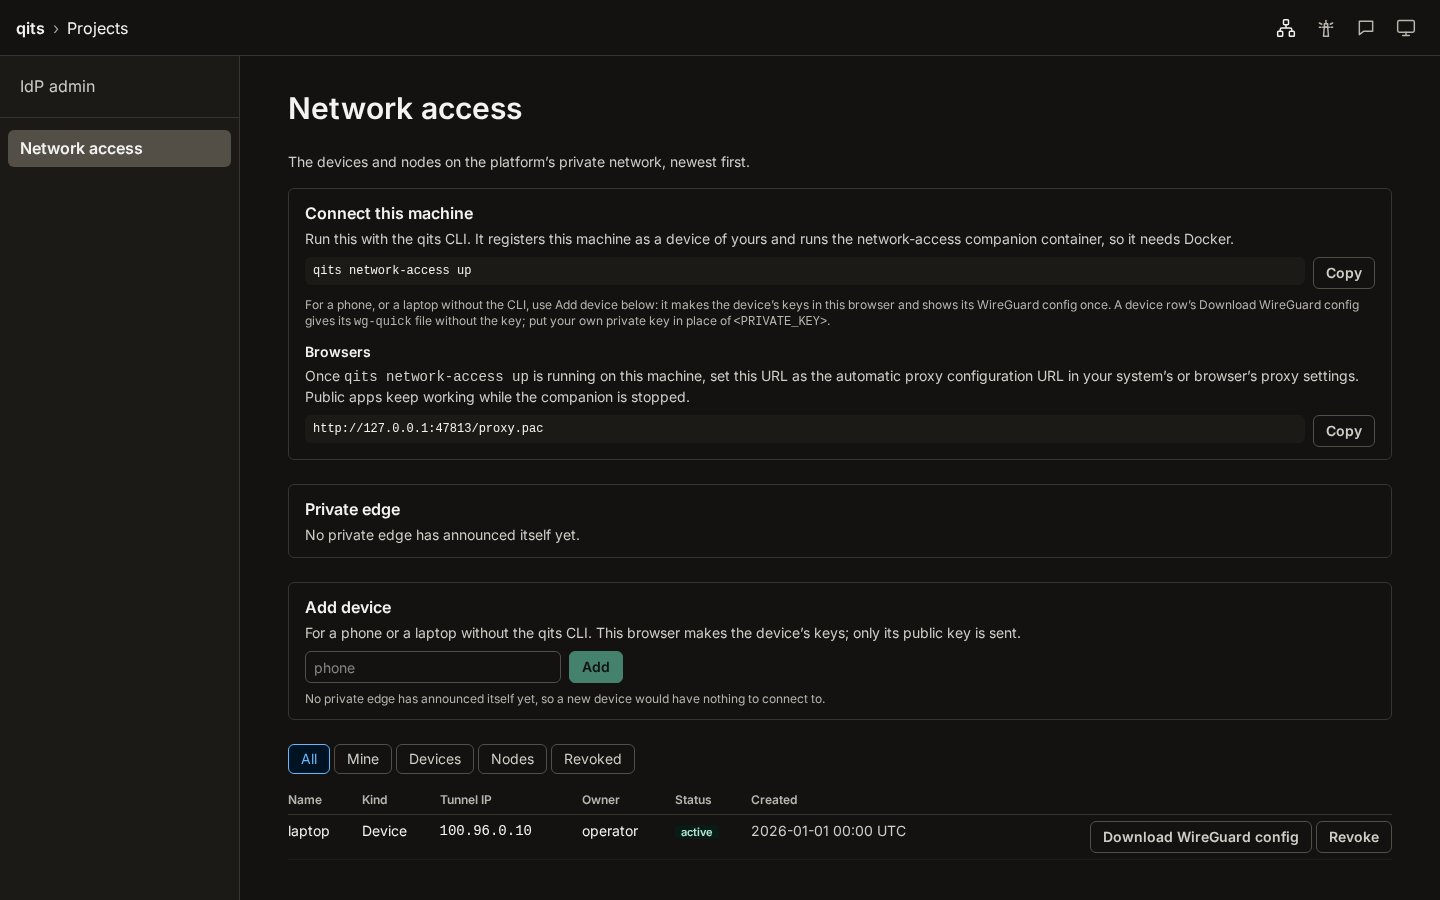 qits › Projects
IdP admin
Network access
Network access
The devices and nodes on the platform’s private network, newest first.
Connect this machine
Run this with the qits CLI. It registers this machine as a device of yours and runs the network-access companion container, so it needs Docker.
qits network-access up
Copy
For a phone, or a laptop without the CLI, use Add device below: it makes the device’s keys in this browser and shows its WireGuard config once. A device row’s Download WireGuard config
gives its wg-quick file without the key; put your own private key in place of <PRIVATE_KEY>.
Browsers
Once qits network-access up is running on this machine, set this URL as the automatic proxy configuration URL in your system’s or browser’s proxy settings.
Public apps keep working while the companion is stopped.
http://127.0.0.1:47813/proxy.pac
Copy
Private edge
No private edge has announced itself yet.
Add device
For a phone or a laptop without the qits CLI. This browser makes the device’s keys; only its public key is sent.
phone
Add
No private edge has announced itself yet, so a new device would have nothing to connect to.
All Mine Devices Nodes Revoked
Name Kind Tunnel IP Owner Status Created
laptop Device 100.96.0.10 operator active 2026-01-01 00:00 UTC Download WireGuard config Revoke